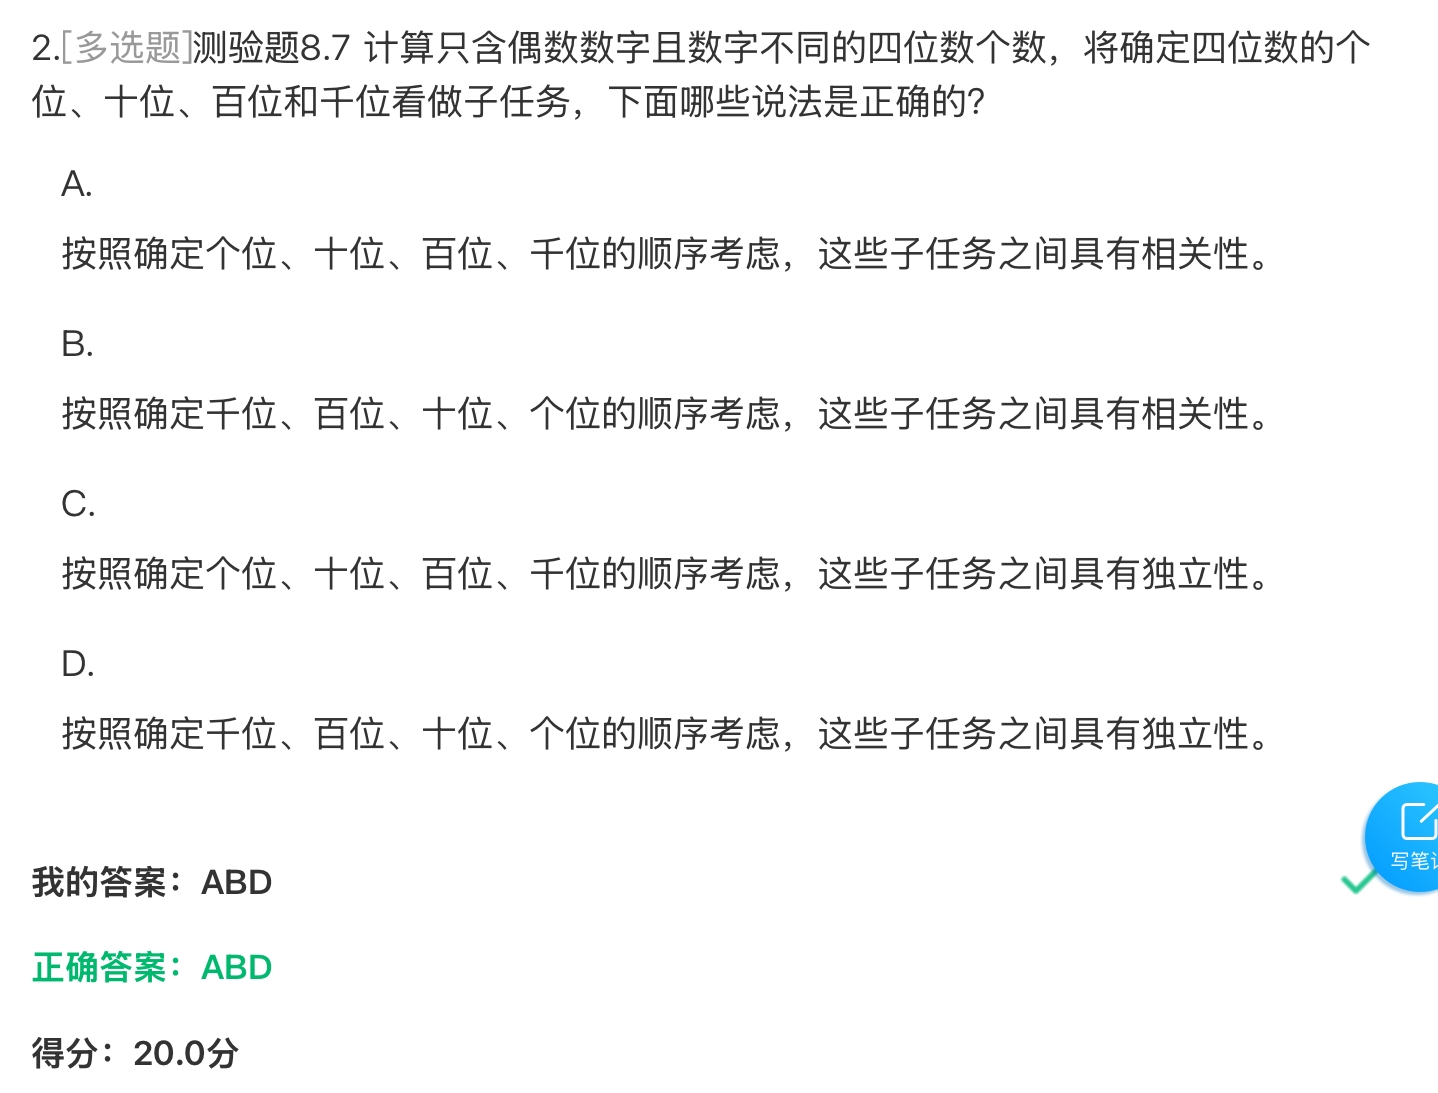 2.[多选题]测验题8.7 计算只含偶数数字且数字不同的四位数个数，将确定四位数的个
位、十位、百位和千位看做子任务，下面哪些说法是正确的?
A.
按照确定个位、十位、百位、千位的顺序考虑，这些子任务之间具有相关性。
B.
按照确定千位、百位、十位、个位的顺序考虑，这些子任务之间具有相关性。
C.
按照确定个位、十位、百位、千位的顺序考虑，这些子任务之间具有独立性。
D.
按照确定千位、百位、十位、个位的顺序考虑，这些子任务之间具有独立性。
写笔
我的答案：ABD
正确答案：ABD
得分：20.0分